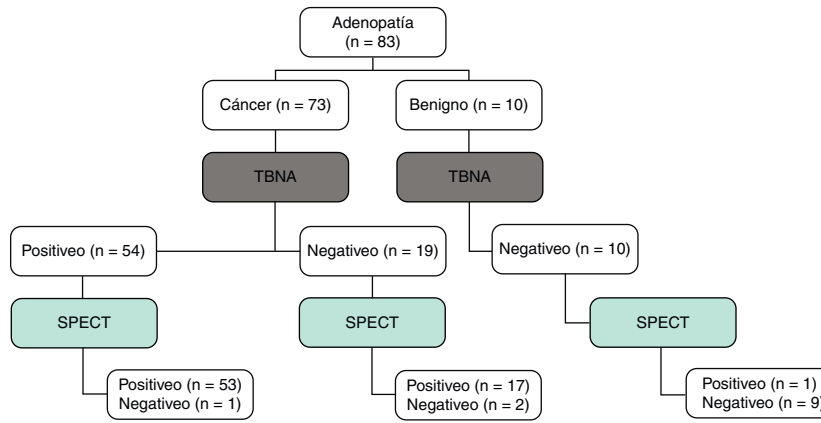 Adenopatía
(n = 83)
Cáncer (n = 73)
Benigno (n = 10)
TBNA
TBNA
Positiveo (n = 54)
Negativeo (n = 19)
Negativeo (n = 10)
SPECT
SPECT
SPECT
Positiveo (n = 53)
Negativeo (n = 1)
Positiveo (n = 17)
Negativeo (n = 2)
Positiveo (n = 1)
Negativeo (n = 9)